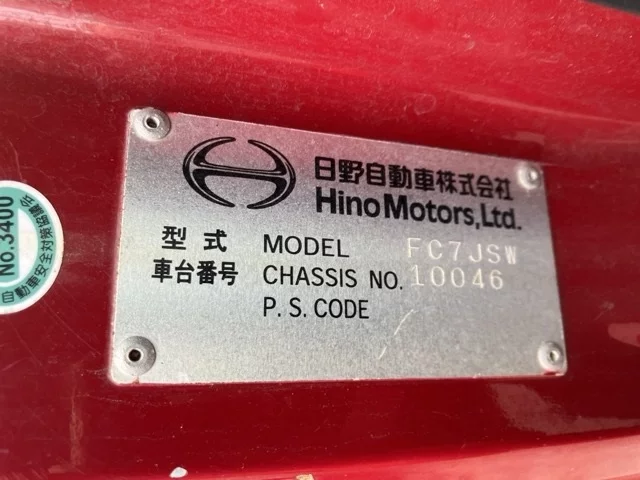 日野自動車株式会社
Hino Motors, Ltd.
型式 MODEL FC7JSW
車台番号 CHASSIS NO. 10046
P. S. CODE
No.3400